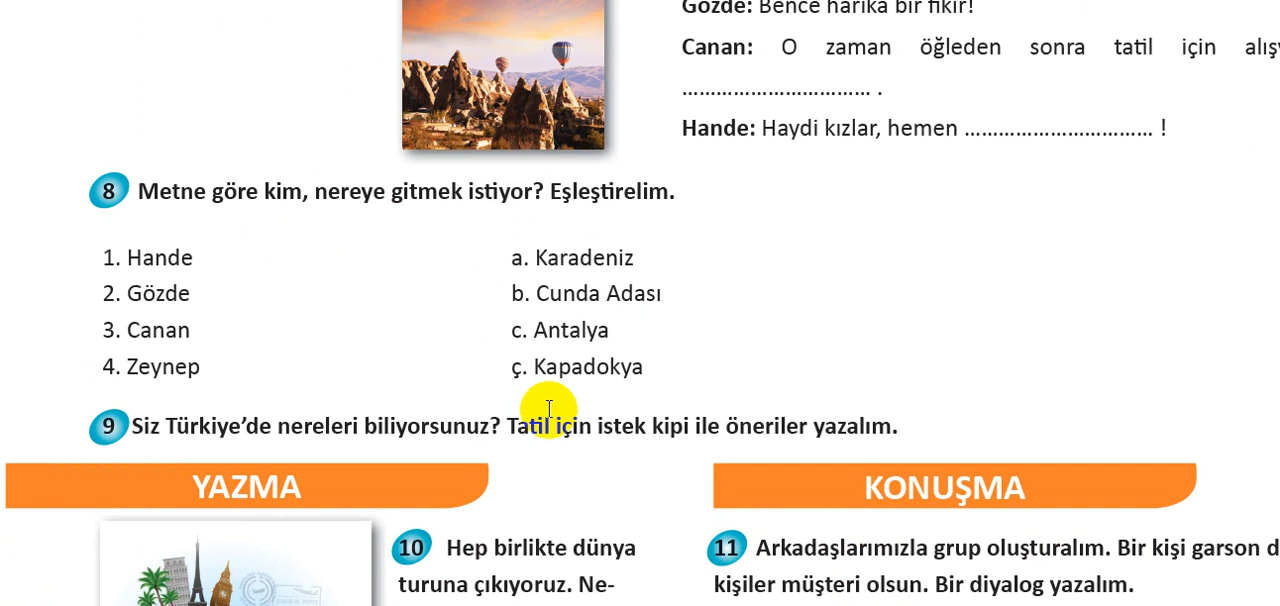 Gözde: Bence harika bir fikir!
Canan: O zaman öğleden sonra tatil için
................................ .
Hande: Haydi kızlar, hemen ................................ !
8 Metne göre kim, nereye gitmek istiyor? Eşleştirelim.
1. Hande
2. Gözde
3. Canan
4. Zeynep
a. Karadeniz
b. Cunda Adası
c. Antalya
ç. Kapadokya
9 Siz Türkiye’de nereleri biliyorsunuz? Tatil için istek kipi ile öneriler yazalım.
YAZMA
10 Hep birlikte dünya
turuna çıkıyoruz. Ne-
KONUŞMA
11 Arkadaşlarımızla grup oluşturalım. Bir kişi garson
kişiler müşteri olsun. Bir diyalog yazalım.